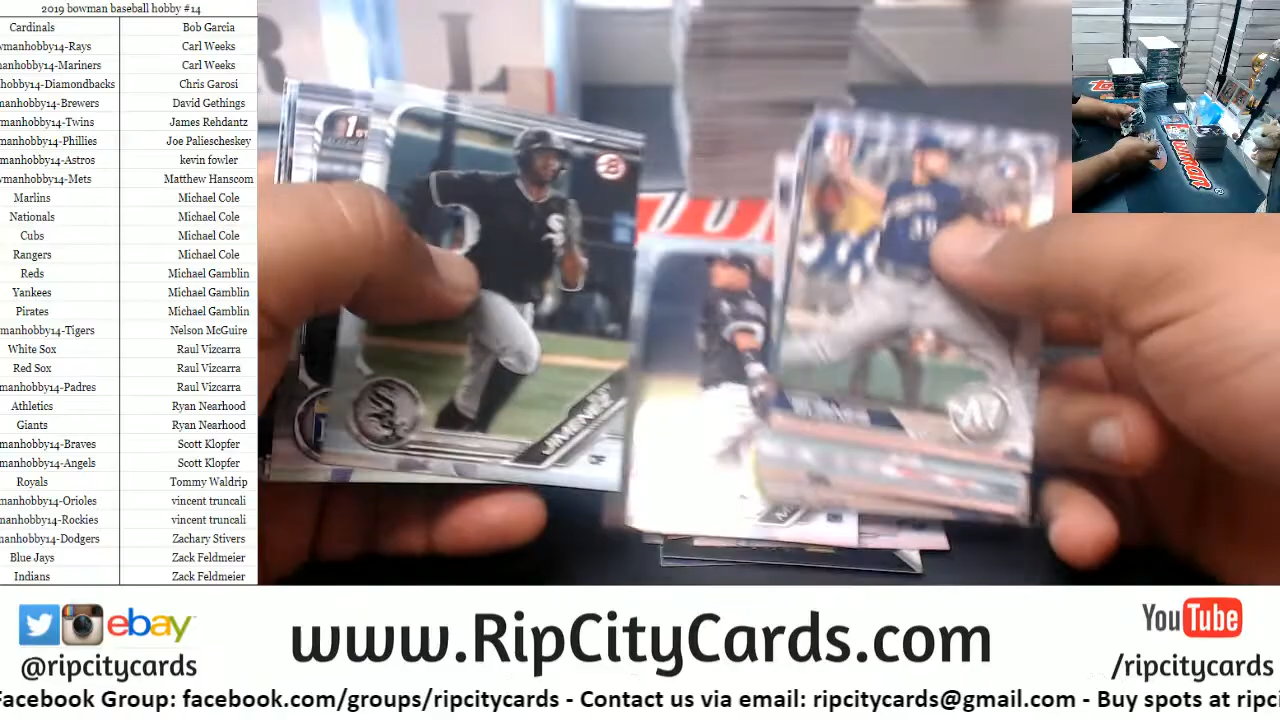 2019 bowman baseball hobby #14
Cardinals Bob Garcia
wmanhobby14-Rays Carl Weeks
manhobby14-Mariners Carl Weeks
hobby14-Diamondbacks Chris Garosi
manhobby14-Brewers David Gethings
manhobby14-Twins James Rehdantz
manhobby14-Phillies Joe Paliescheskey
manhobby14-Astros kevin fowler
wmanhobby14-Mets Matthew Hanscom
Marlins Michael Cole
Nationals Michael Cole
Cubs Michael Cole
Rangers Michael Cole
Reds Michael Gamblin
Yankees Michael Gamblin
Pirates Michael Gamblin
manhobby14-Tigers Nelson McGuire
White Sox Raul Vizcarra
Red Sox Raul Vizcarra
manhobby14-Padres Raul Vizcarra
Athletics Ryan Nearhood
Giants Ryan Nearhood
manhobby14-Braves Scott Klopfer
manhobby14-Angels Scott Klopfer
Royals Tommy Waldrip
manhobby14-Orioles vincent truncali
manhobby14-Rockies vincent truncali
manhobby14-Dodgers Zachary Stivers
Blue Jays Zack Feldmeier
Indians Zack Feldmeier
1st
JIMENEZ
CF
Bowman
ebay
@ripcitycards
www.RipCityCards.com
YouTube
/ripcitycards
Facebook Group: facebook.com/groups/ripcitycards - Contact us via email: ripcitycards@gmail.com - Buy spots at ripc